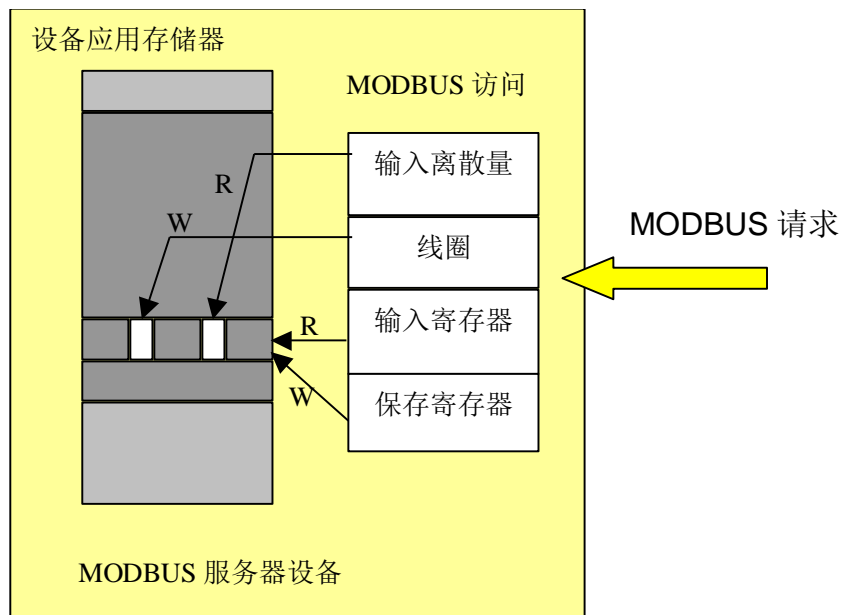 设备应用存储器
MODBUS 访问
输入离散量
R
W
线圈
MODBUS 请求
输入寄存器
R
保存寄存器
W
MODBUS 服务器设备